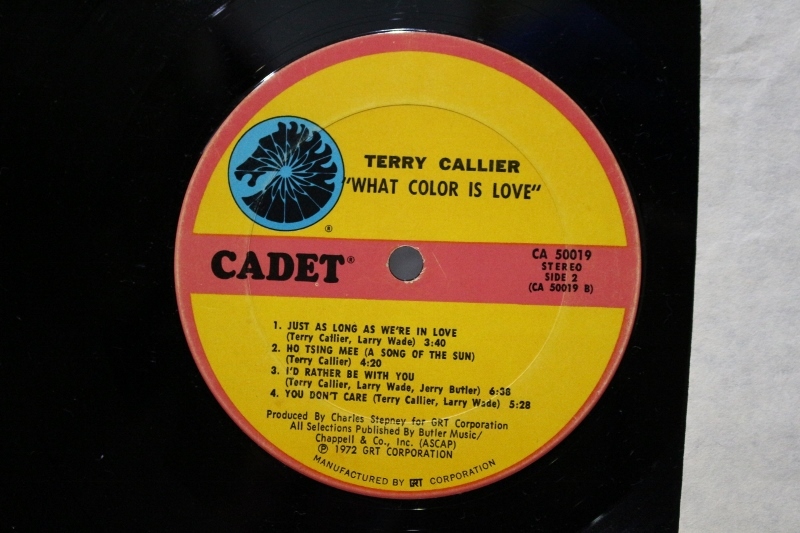 TERRY CALLIER
"WHAT COLOR IS LOVE"
®
CADET®
CA 50019
STEREO
SIDE 2
(CA 50019 B)
1. JUST AS LONG AS WE'RE IN LOVE
(Terry Callier, Larry Wade) 3:40
2. HO TSING MEE (A SONG OF THE SUN)
(Terry Callier) 4:20
3. I'D RATHER BE WITH YOU
(Terry Callier, Larry Wade, Jerry Butler) 6:38
4. YOU DON'T CARE (Terry Callier, Larry Wade) 5:28
Produced By Charles Stepney for GRT Corporation
All Selections Published By Butler Music/
Chappell & Co., Inc. (ASCAP)
℗ 1972 GRT CORPORATION
MANUFACTURED BY GRT CORPORATION